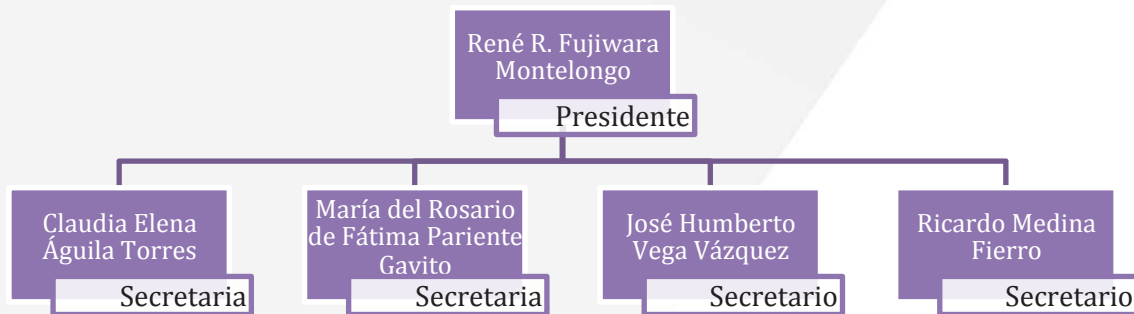 René R. Fujiwara
Montelongo
Presidente
Claudia Elena
Águila Torres
Secretaria
María del Rosario
de Fátima Pariente
Gavito
Secretaria
José Humberto
Vega Vázquez
Secretario
Ricardo Medina
Fierro
Secretario